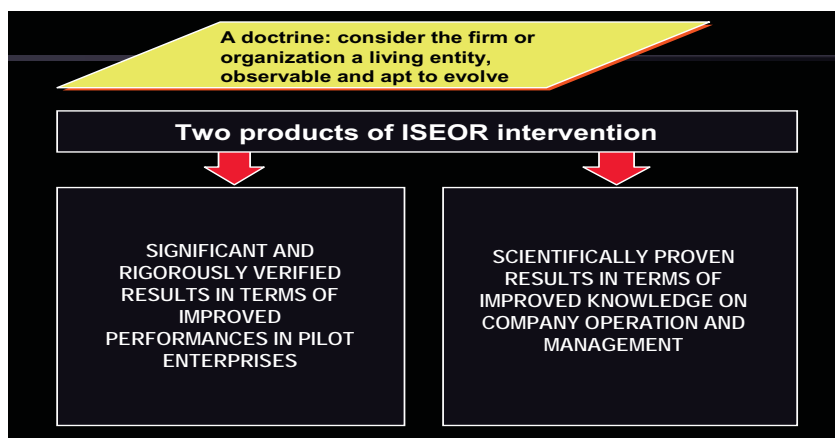 A doctrine: consider the firm or
organization a living entity,
observable and apt to evolve
Two products of ISEOR intervention
SIGNIFICANT AND
RIGOROUSLY VERIFIED
RESULTS IN TERMS OF
IMPROVED
PERFORMANCES IN PILOT
ENTERPRISES
SCIENTIFICALLY PROVEN
RESULTS IN TERMS OF
IMPROVED KNOWLEDGE ON
COMPANY OPERATION AND
MANAGEMENT